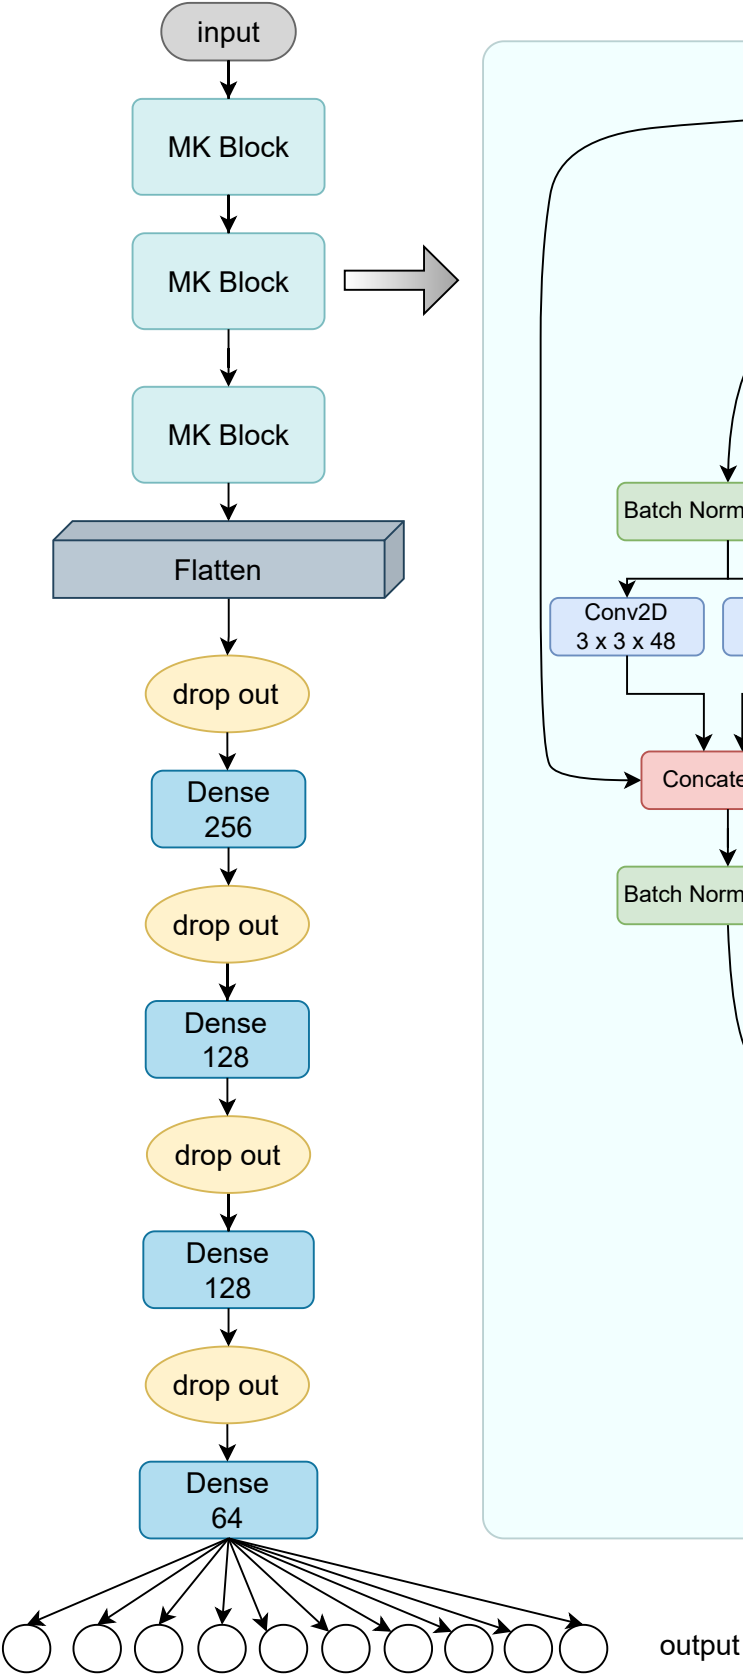 input
MK Block
MK Block
MK Block
Flatten
drop out
Dense
256
drop out
Dense
128
drop out
Dense
128
drop out
Dense
64
output
Batch Norm
Conv2D
3 x 3 x 48
Concate
Batch Norm